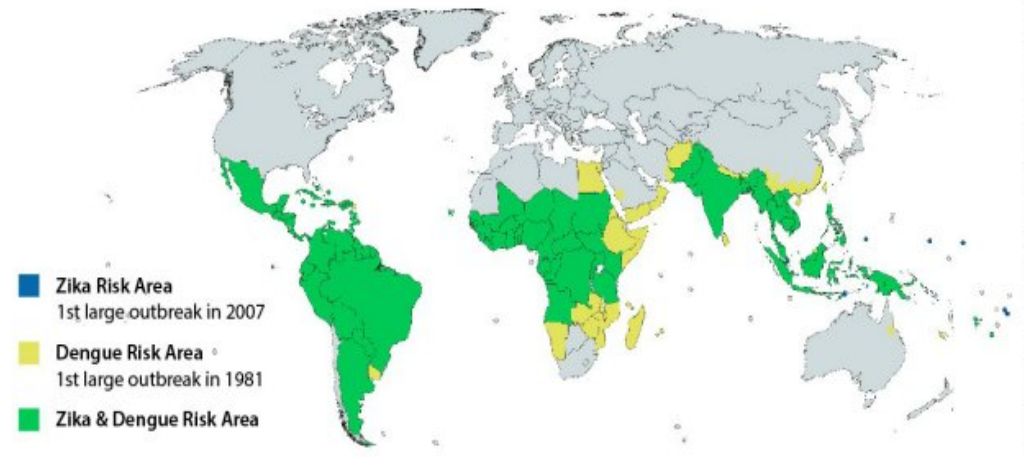 Zika Risk Area
1st large outbreak in 2007
Dengue Risk Area
1st large outbreak in 1981
Zika & Dengue Risk Area